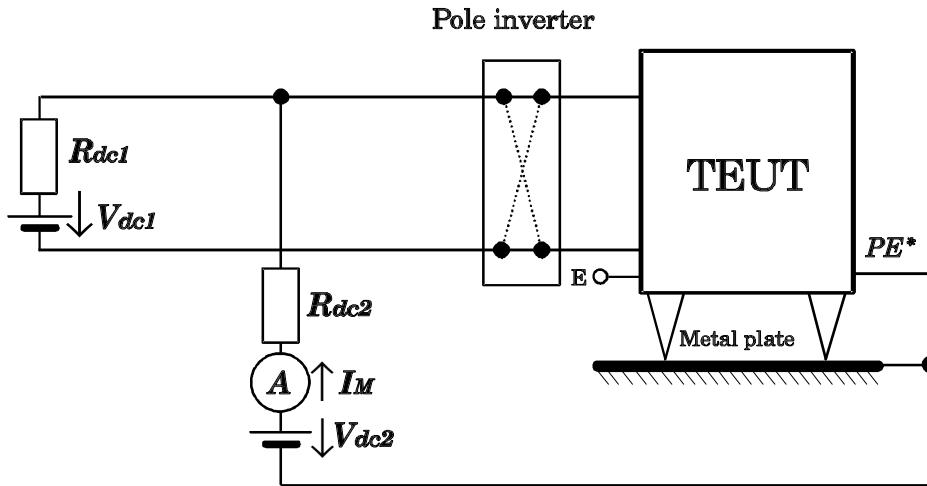 Pole inverter
Rdc1
Vdc1
TEUT
PE*
E
Rdc2
Metal plate
A
IM
Vdc2